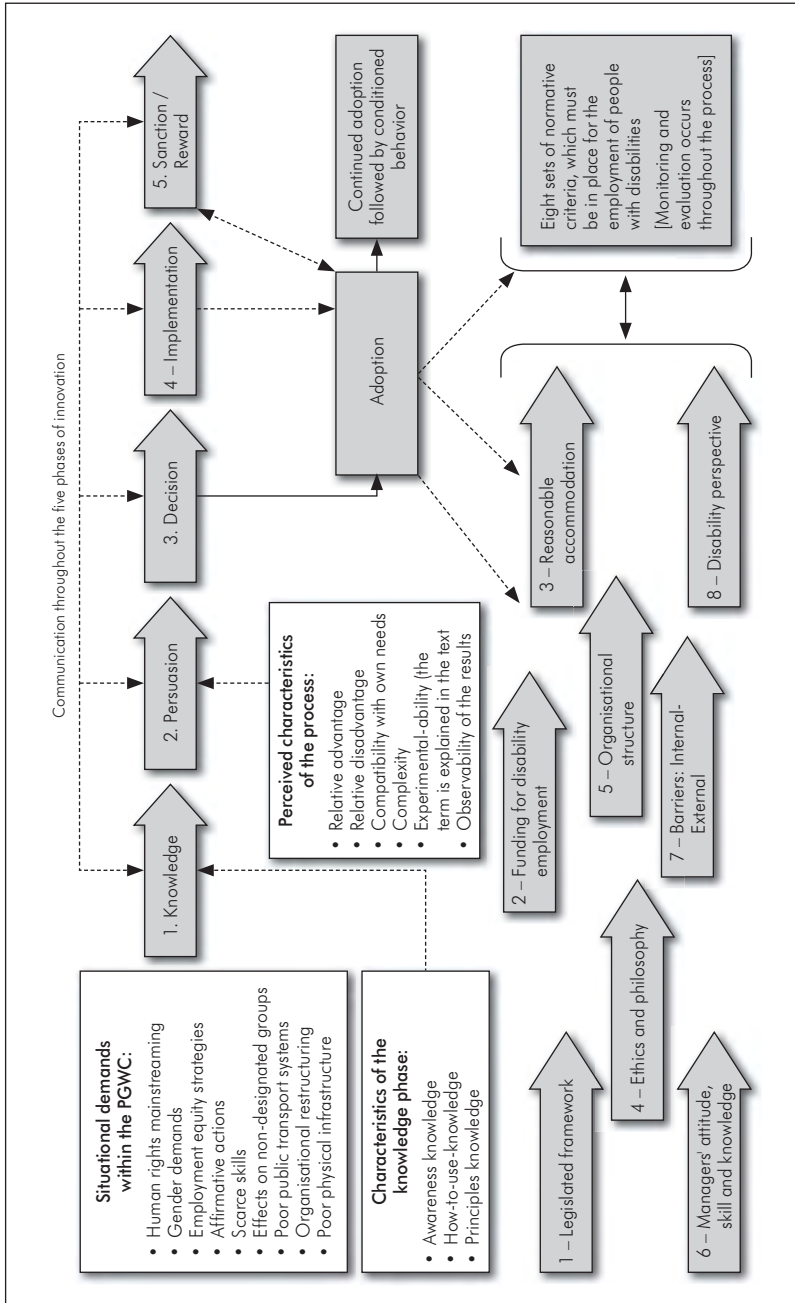 Communication throughout the five phases of innovation
1. Knowledge
2. Persuasion
3. Decision
4 – Implementation
5. Sanction /
Reward
Situational demands
within the PGWC:
• Human rights mainstreaming
• Gender demands
• Employment equity strategies
• Affirmative actions
• Scarce skills
• Effects on non-designated groups
• Poor public transport systems
• Organisational restructuring
• Poor physical infrastructure
Characteristics of the
knowledge phase:
• Awareness knowledge
• How-to-use-knowledge
• Principles knowledge
Perceived characteristics
of the process:
• Relative advantage
• Relative disadvantage
• Compatibility with own needs
• Complexity
• Experimental-ability (the
term is explained in the text
• Observability of the results
Adoption
Continued adoption
followed by conditioned
behavior
1 – Legislated framework
2 – Funding for disability
employment
3 – Reasonable
accommodation
4 – Ethics and philosophy
5 – Organisational
structure
6 – Managers' attitude,
skill and knowledge
7 – Barriers: Internal-
External
8 – Disability perspective
Eight sets of normative
criteria, which must
be in place for the
employment of people
with disabilities
[Monitoring and
evaluation occurs
throughout the process]